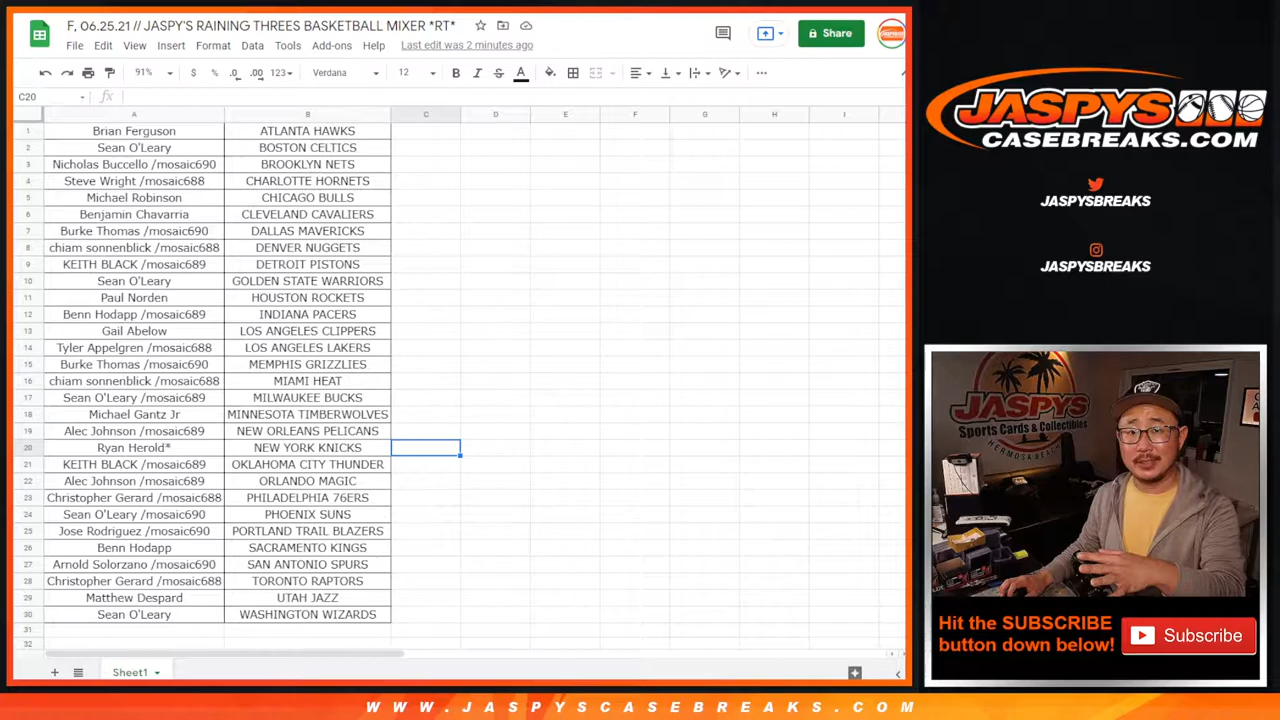 F, 06.25.21 // JASPY'S RAINING THREES BASKETBALL MIXER *RT*
File Edit View Insert Format Data Tools Add-ons Help Last edit was 2 minutes ago
Share
91% $ % .0 .00 123 Verdana 12 B I S A
C20 fx
A B C D E F G H I
1 Brian Ferguson ATLANTA HAWKS
2 Sean O'Leary BOSTON CELTICS
3 Nicholas Buccello /mosaic690 BROOKLYN NETS
4 Steve Wright /mosaic688 CHARLOTTE HORNETS
5 Michael Robinson CHICAGO BULLS
6 Benjamin Chavarria CLEVELAND CAVALIERS
7 Burke Thomas /mosaic690 DALLAS MAVERICKS
8 chiam sonnenblick /mosaic688 DENVER NUGGETS
9 KEITH BLACK /mosaic689 DETROIT PISTONS
10 Sean O'Leary GOLDEN STATE WARRIORS
11 Paul Norden HOUSTON ROCKETS
12 Benn Hodapp /mosaic689 INDIANA PACERS
13 Gail Abelow LOS ANGELES CLIPPERS
14 Tyler Appelgren /mosaic688 LOS ANGELES LAKERS
15 Burke Thomas /mosaic690 MEMPHIS GRIZZLIES
16 chiam sonnenblick /mosaic688 MIAMI HEAT
17 Sean O'Leary /mosaic689 MILWAUKEE BUCKS
18 Michael Gantz Jr MINNESOTA TIMBERWOLVES
19 Alec Johnson /mosaic689 NEW ORLEANS PELICANS
20 Ryan Herold* NEW YORK KNICKS
21 KEITH BLACK /mosaic689 OKLAHOMA CITY THUNDER
22 Alec Johnson /mosaic689 ORLANDO MAGIC
23 Christopher Gerard /mosaic688 PHILADELPHIA 76ERS
24 Sean O'Leary /mosaic690 PHOENIX SUNS
25 Jose Rodriguez /mosaic690 PORTLAND TRAIL BLAZERS
26 Benn Hodapp SACRAMENTO KINGS
27 Arnold Solorzano /mosaic690 SAN ANTONIO SPURS
28 Christopher Gerard /mosaic688 TORONTO RAPTORS
29 Matthew Despard UTAH JAZZ
30 Sean O'Leary WASHINGTON WIZARDS
31
32
Sheet1
JASPYS
CASEBREAKS.COM
JASPYSBREAKS
JASPYSBREAKS
JASPYS
Sports Cards & Collectibles
HERMOSA BEACH
Hit the SUBSCRIBE
button down below!
Subscribe
WWW.JASPYSCASEBREAKS.COM